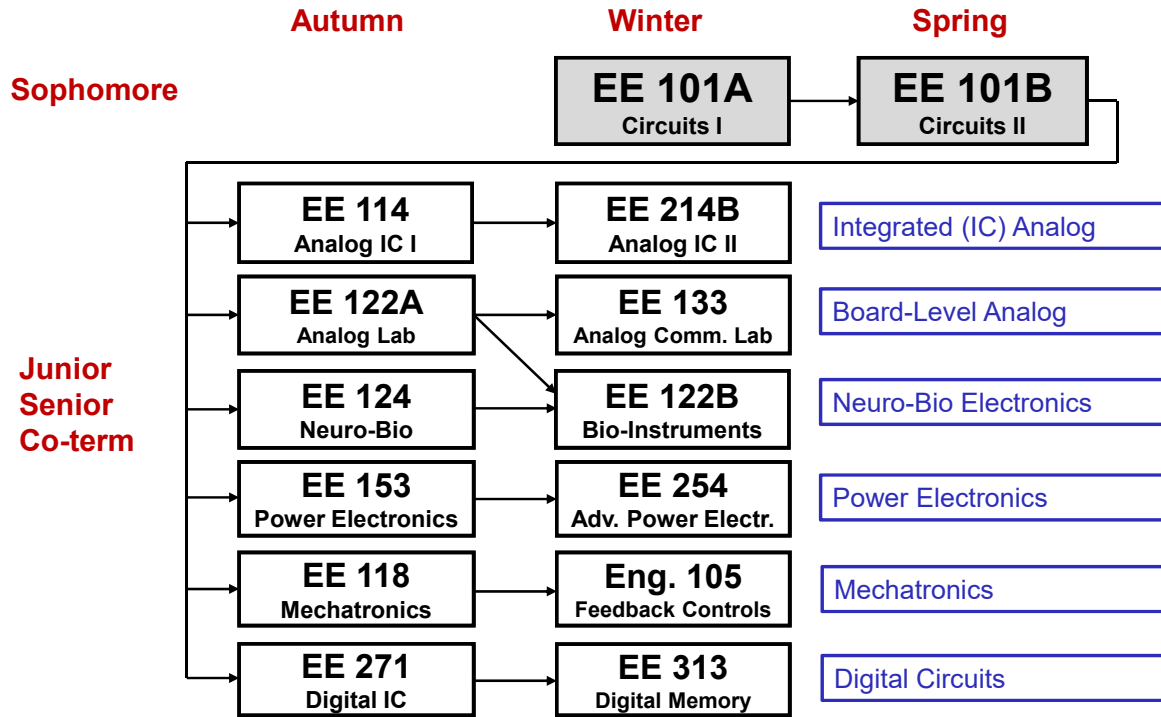 Autumn
Winter
Spring
Sophomore
EE 101A
Circuits I
EE 101B
Circuits II
EE 114
Analog IC I
EE 214B
Analog IC II
Integrated (IC) Analog
EE 122A
Analog Lab
EE 133
Analog Comm. Lab
Board-Level Analog
Junior
Senior
Co-term
EE 124
Neuro-Bio
EE 122B
Bio-Instruments
Neuro-Bio Electronics
EE 153
Power Electronics
EE 254
Adv. Power Electr.
Power Electronics
EE 118
Mechatronics
Eng. 105
Feedback Controls
Mechatronics
EE 271
Digital IC
EE 313
Digital Memory
Digital Circuits